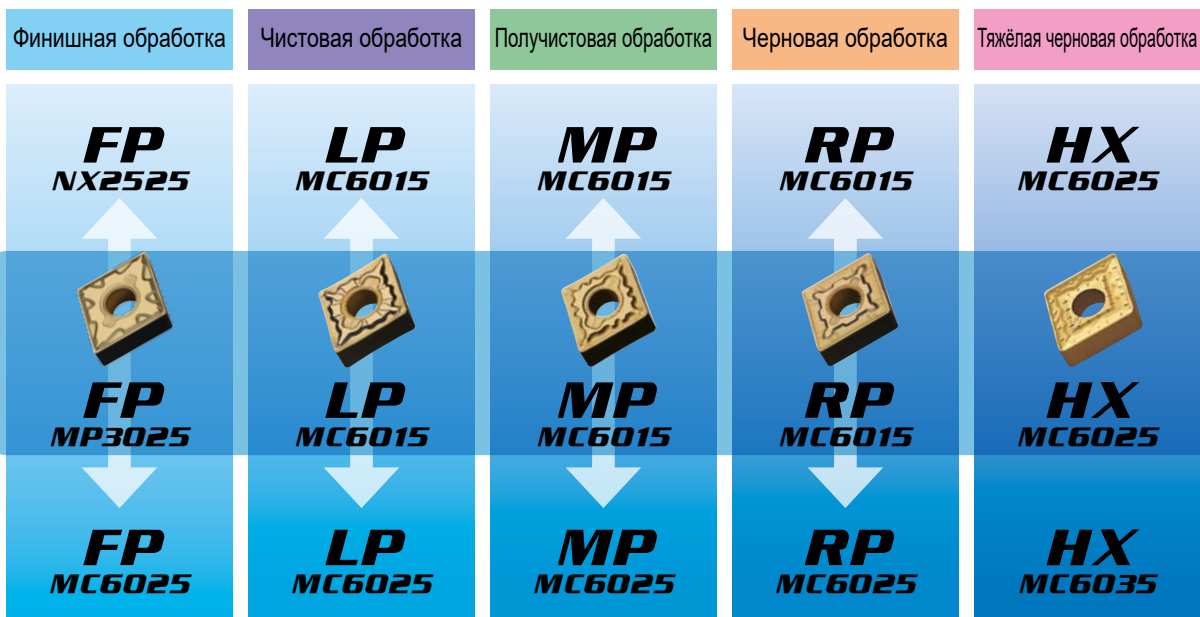 Финишная обработка
Чистовая обработка
Получистовая обработка
Черновая обработка
Тяжёлая черновая обработка
FP
NX2525
LP
MC6015
MP
MC6015
RP
MC6015
HX
MC6025
FP
MP3025
LP
MC6015
MP
MC6015
RP
MC6015
HX
MC6025
FP
MC6025
LP
MC6025
MP
MC6025
RP
MC6025
HX
MC6035